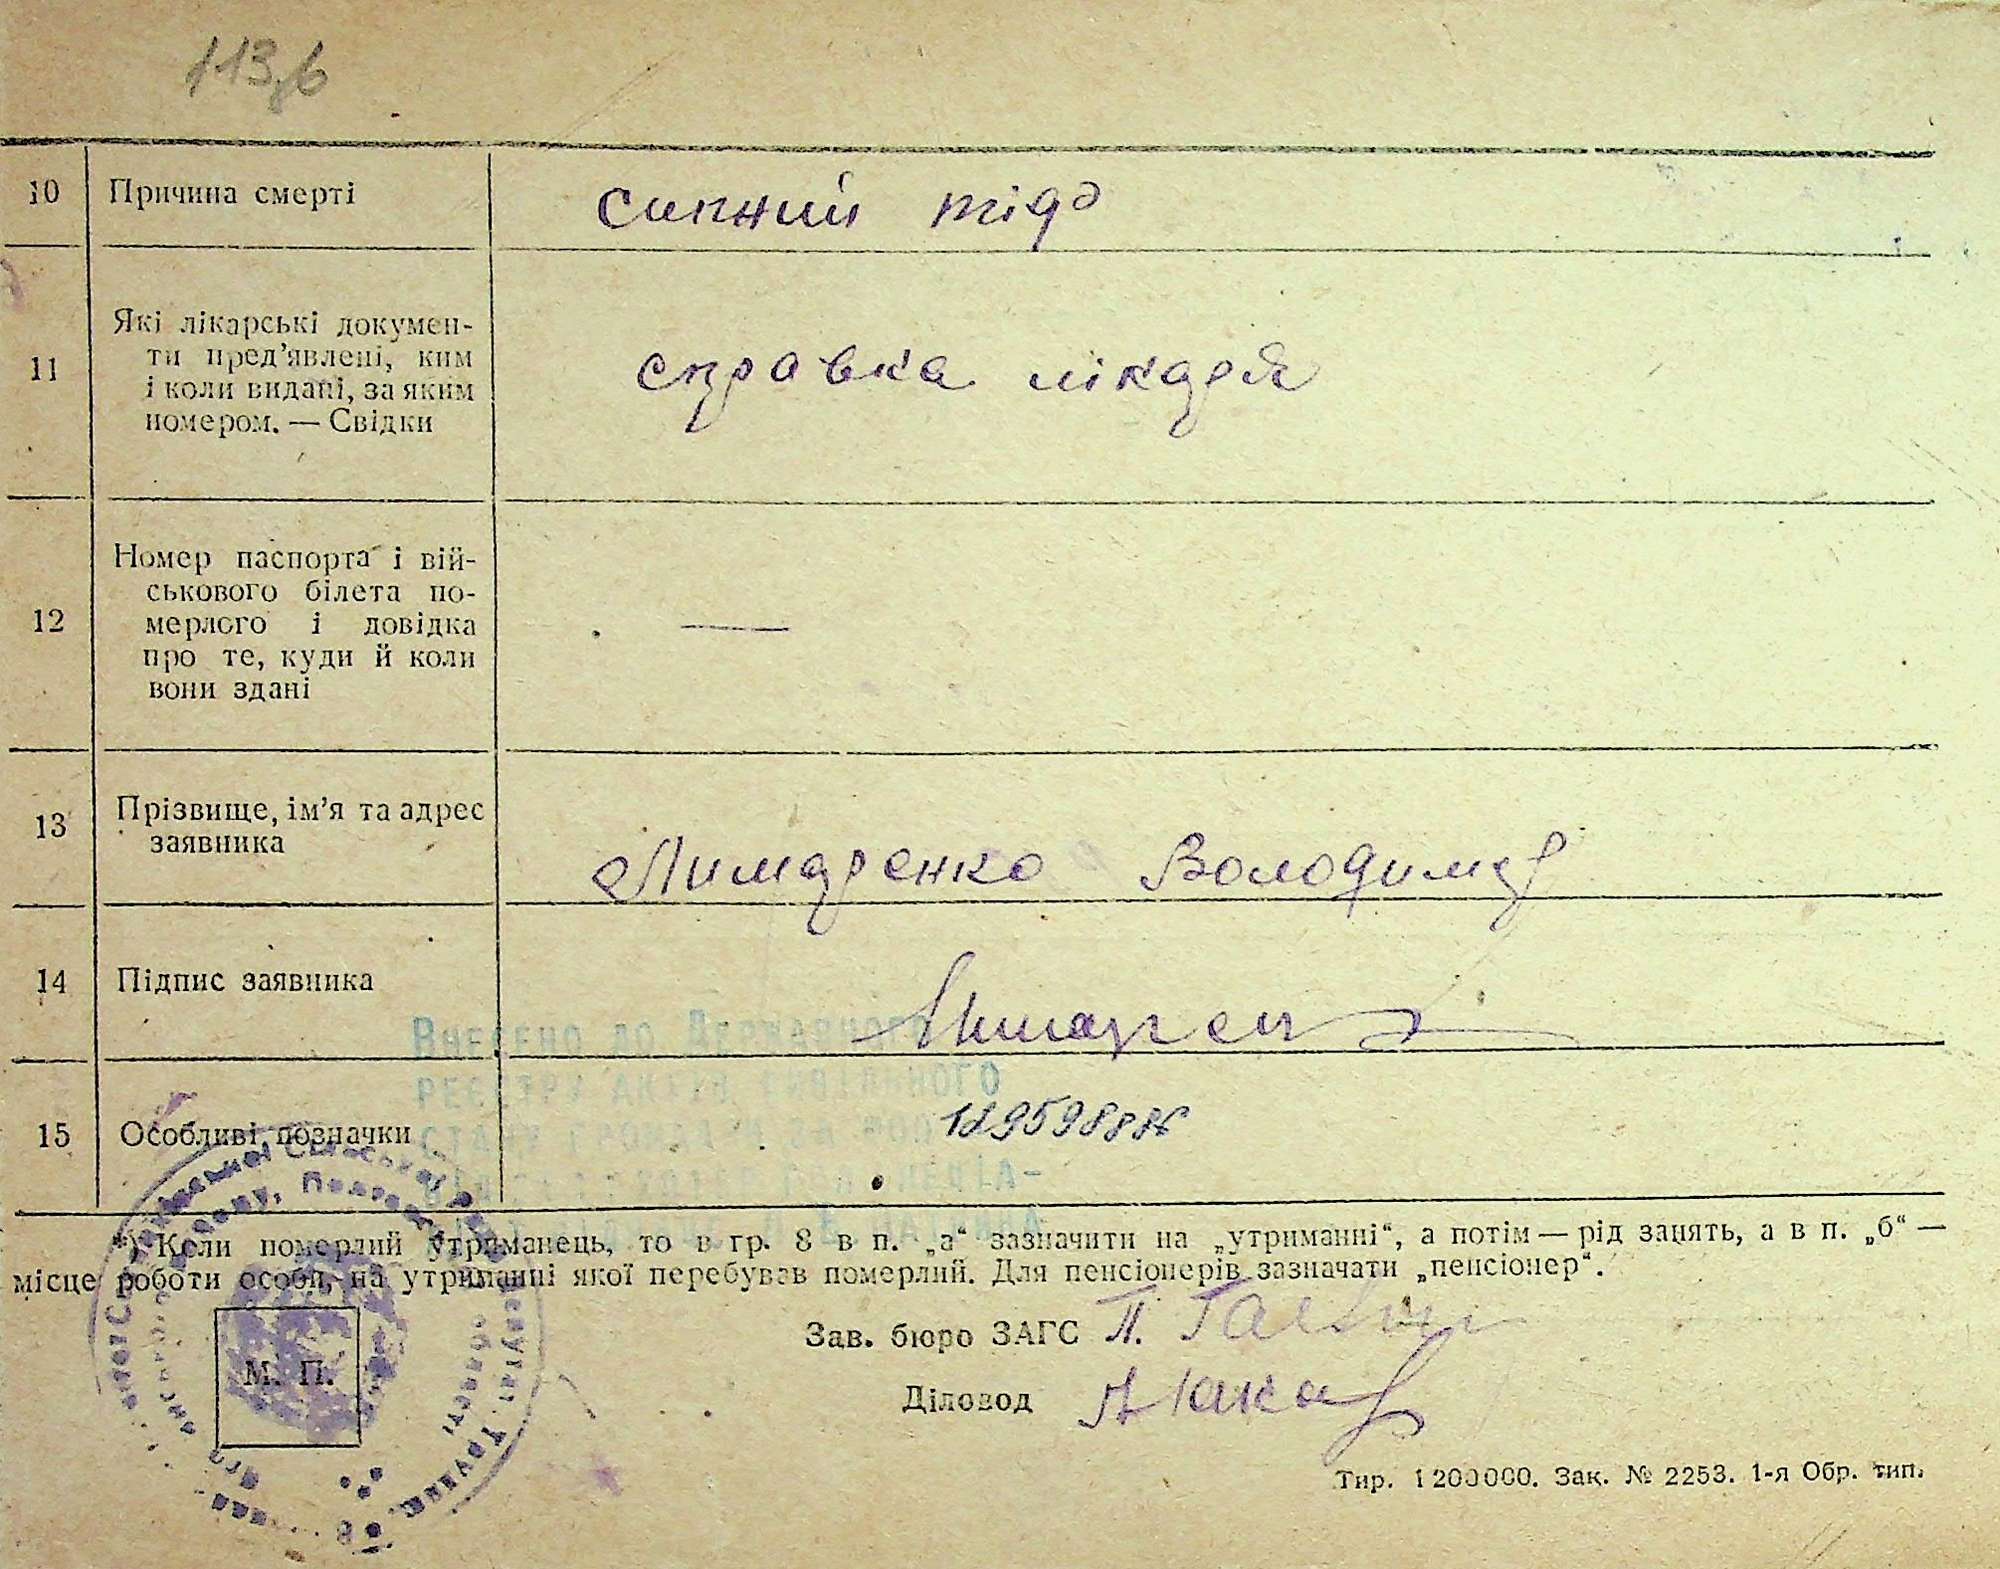 113зв
10 Причина смерті сипний тіф
Які лікарські докумен-
ти пред'явлені, ким
11 і коли видані, за яким справка лікаря
номером. — Свідки
Номер паспорта і вій-
ськового білета по-
12 мерлого і довідка —
про те, куди й коли
вони здані
13 Прізвище, ім'я та адрес
заявника Лимаренко Володимир
14 Підпис заявника
Внесено до Державного
реєстру актів цивільного
15 Особливі позначки
*) Коли померлий утриманець, то в гр. 8 в п. „а“ зазначити на „утриманні“, а потім — рід занять, а в п. „б“ —
місце роботи особи, на утриманні якої перебував померлий. Для пенсіонерів зазначати „пенсіонер“.
Зав. бюро ЗАГС П.
М. П.
Діловод
Тир. 1200000. Зак. № 2253. 1-я Обр. тип.